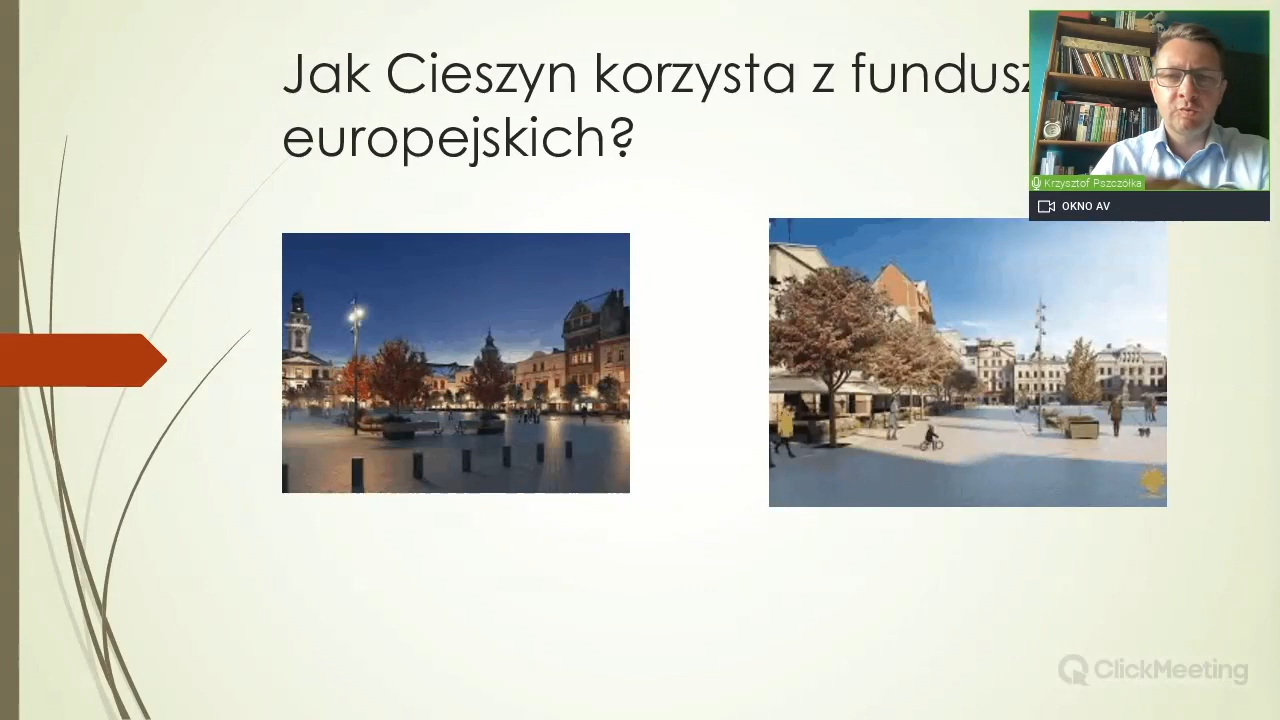 Jak Cieszyn korzysta z fundusz
europejskich?
Krzysztof Pszczółka
OKNO AV
ClickMeeting